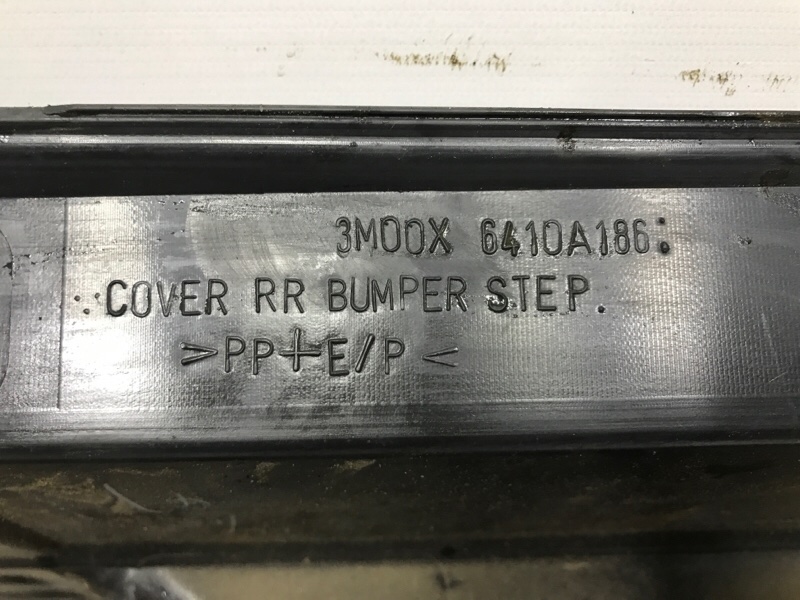 3M00X 6410A186:
COVER RR BUMPER STEP.
>PP+E/P<